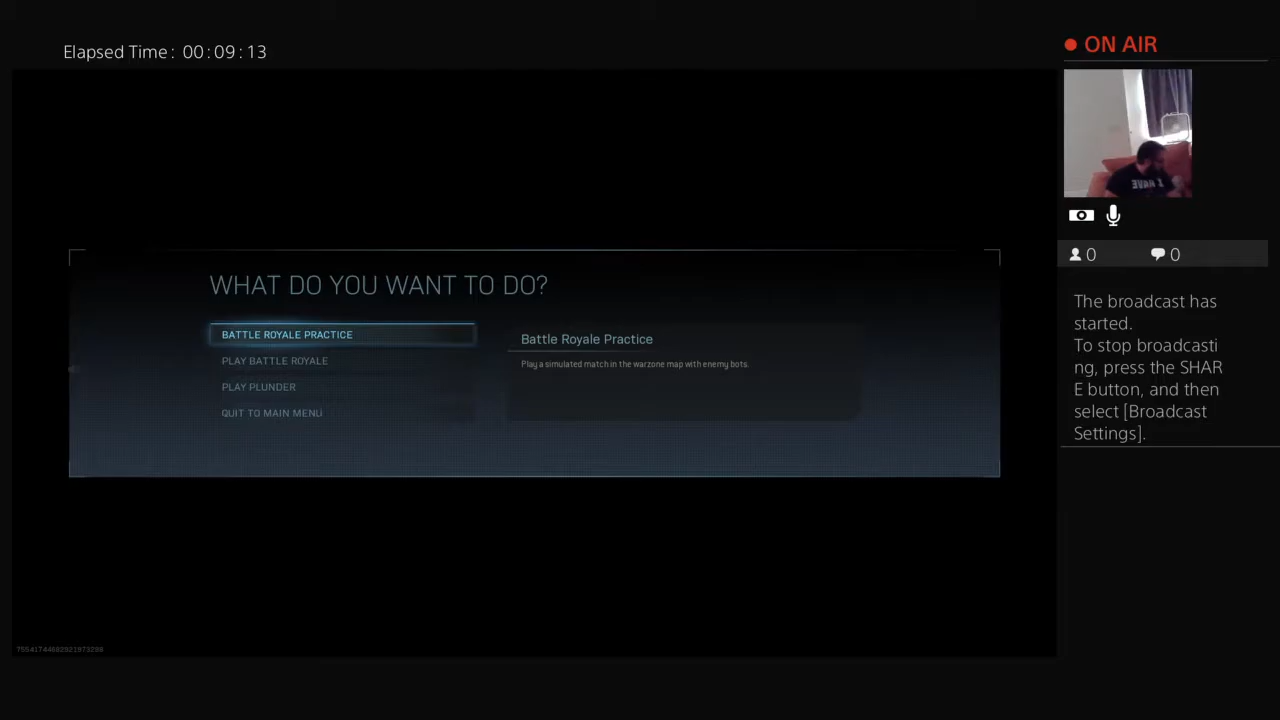 Elapsed Time: 00:09:13
ON AIR
I HAVE
0
0
The broadcast has
started.
To stop broadcasti
ng, press the SHAR
E button, and then
select [Broadcast
Settings].
WHAT DO YOU WANT TO DO?
BATTLE ROYALE PRACTICE
PLAY BATTLE ROYALE
PLAY PLUNDER
QUIT TO MAIN MENU
Battle Royale Practice
Play a simulated match in the warzone map with enemy bots.